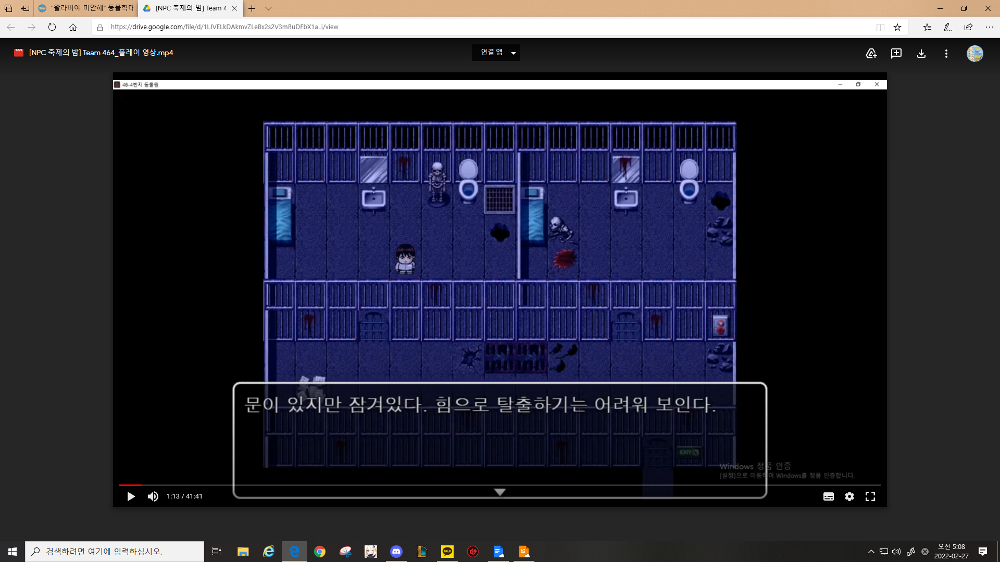 "왈라비야 미안해" 동물학대
[NPC 축제의 밤] Team 4
https://drive.google.com/file/d/1LJVELkDAkmvZLeBx2s2V3mBuDFbX1aLi/view
[NPC 축제의 밤] Team 464_플레이 영상.mp4
연결 앱
46-4번지 동물원
문이 있지만 잠겨있다. 힘으로 탈출하기는 어려워 보인다.
EXIT
Windows 정품 인증
[설정]으로 이동하여 Windows를 정품 인증합니다.
1:13 / 41:41
검색하려면 여기에 입력하십시오.
TALK
오전 5:08
2022-02-27